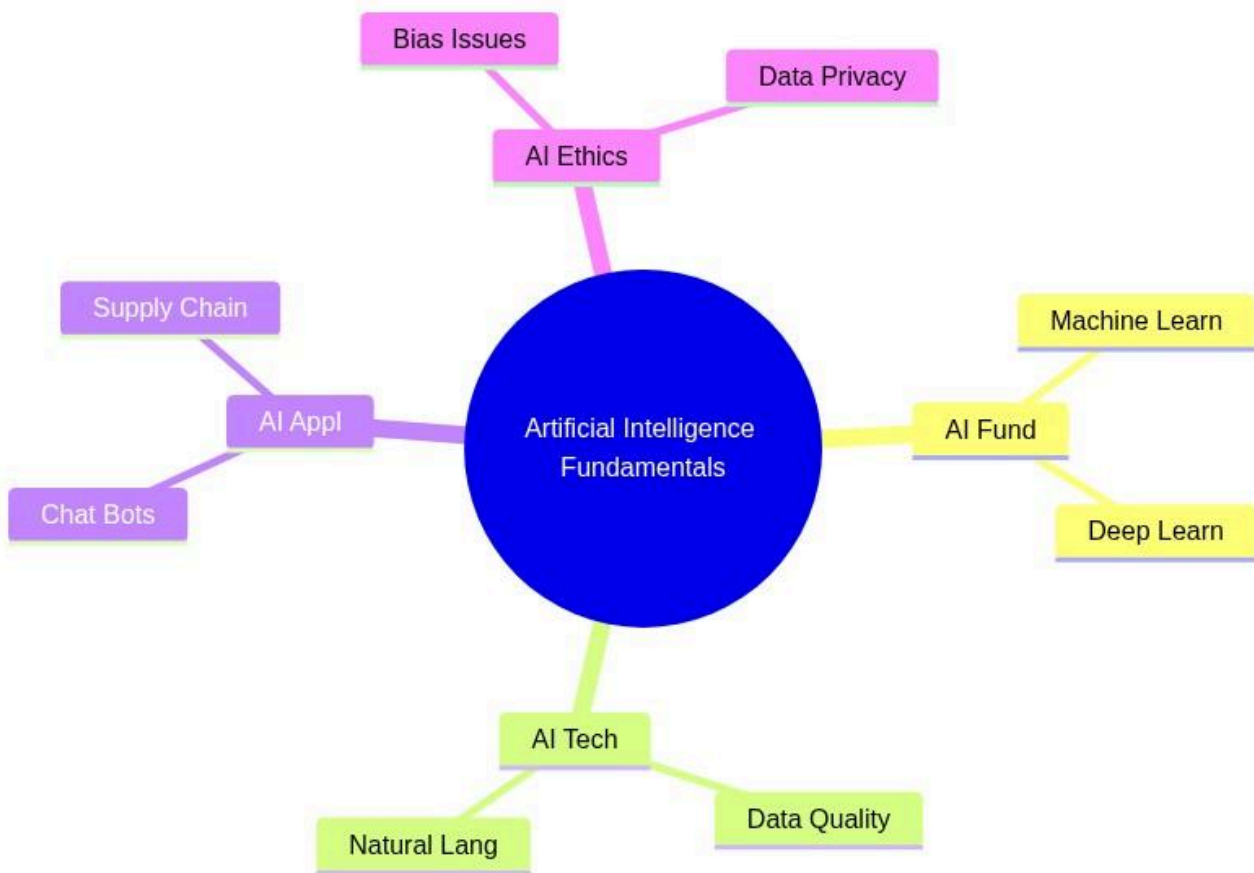 Bias Issues
Data Privacy
AI Ethics
Supply Chain
Machine Learn
AI Appl
Artificial Intelligence
Fundamentals
AI Fund
Chat Bots
Deep Learn
AI Tech
Data Quality
Natural Lang